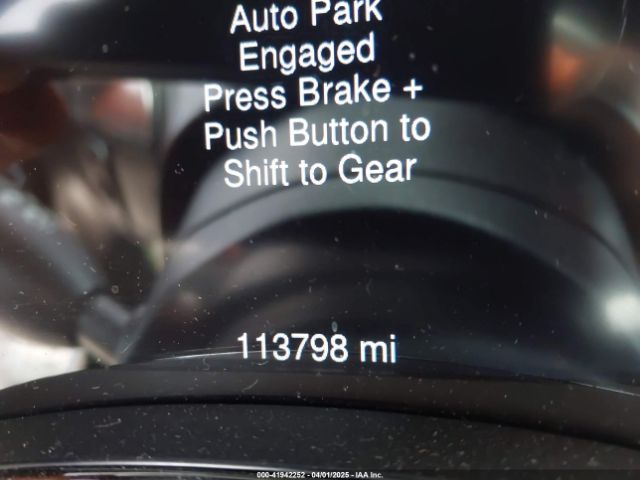 Auto Park
Engaged
Press Brake +
Push Button to
Shift to Gear
113798 mi
000-41942252 - 04/01/2025 - IAA Inc.